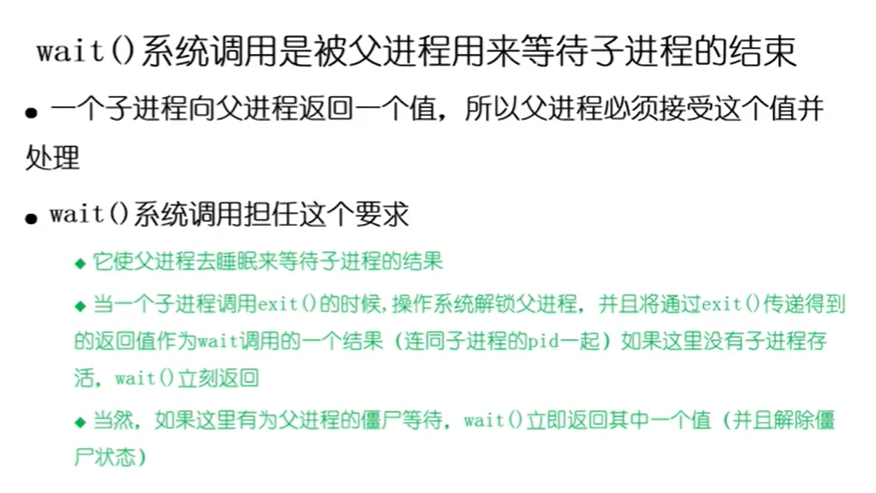 wait()系统调用是被父进程用来等待子进程的结束
● 一个子进程向父进程返回一个值，所以父进程必须接受这个值并
处理
● wait()系统调用担任这个要求
◆ 它使父进程去睡眠来等待子进程的结果
◆ 当一个子进程调用exit()的时候,操作系统解锁父进程，并且将通过exit()传递得到
的返回值作为wait调用的一个结果（连同子进程的pid一起）如果这里没有子进程存
活，wait()立刻返回
◆ 当然，如果这里有为父进程的僵尸等待，wait()立即返回其中一个值（并且解除僵
尸状态）